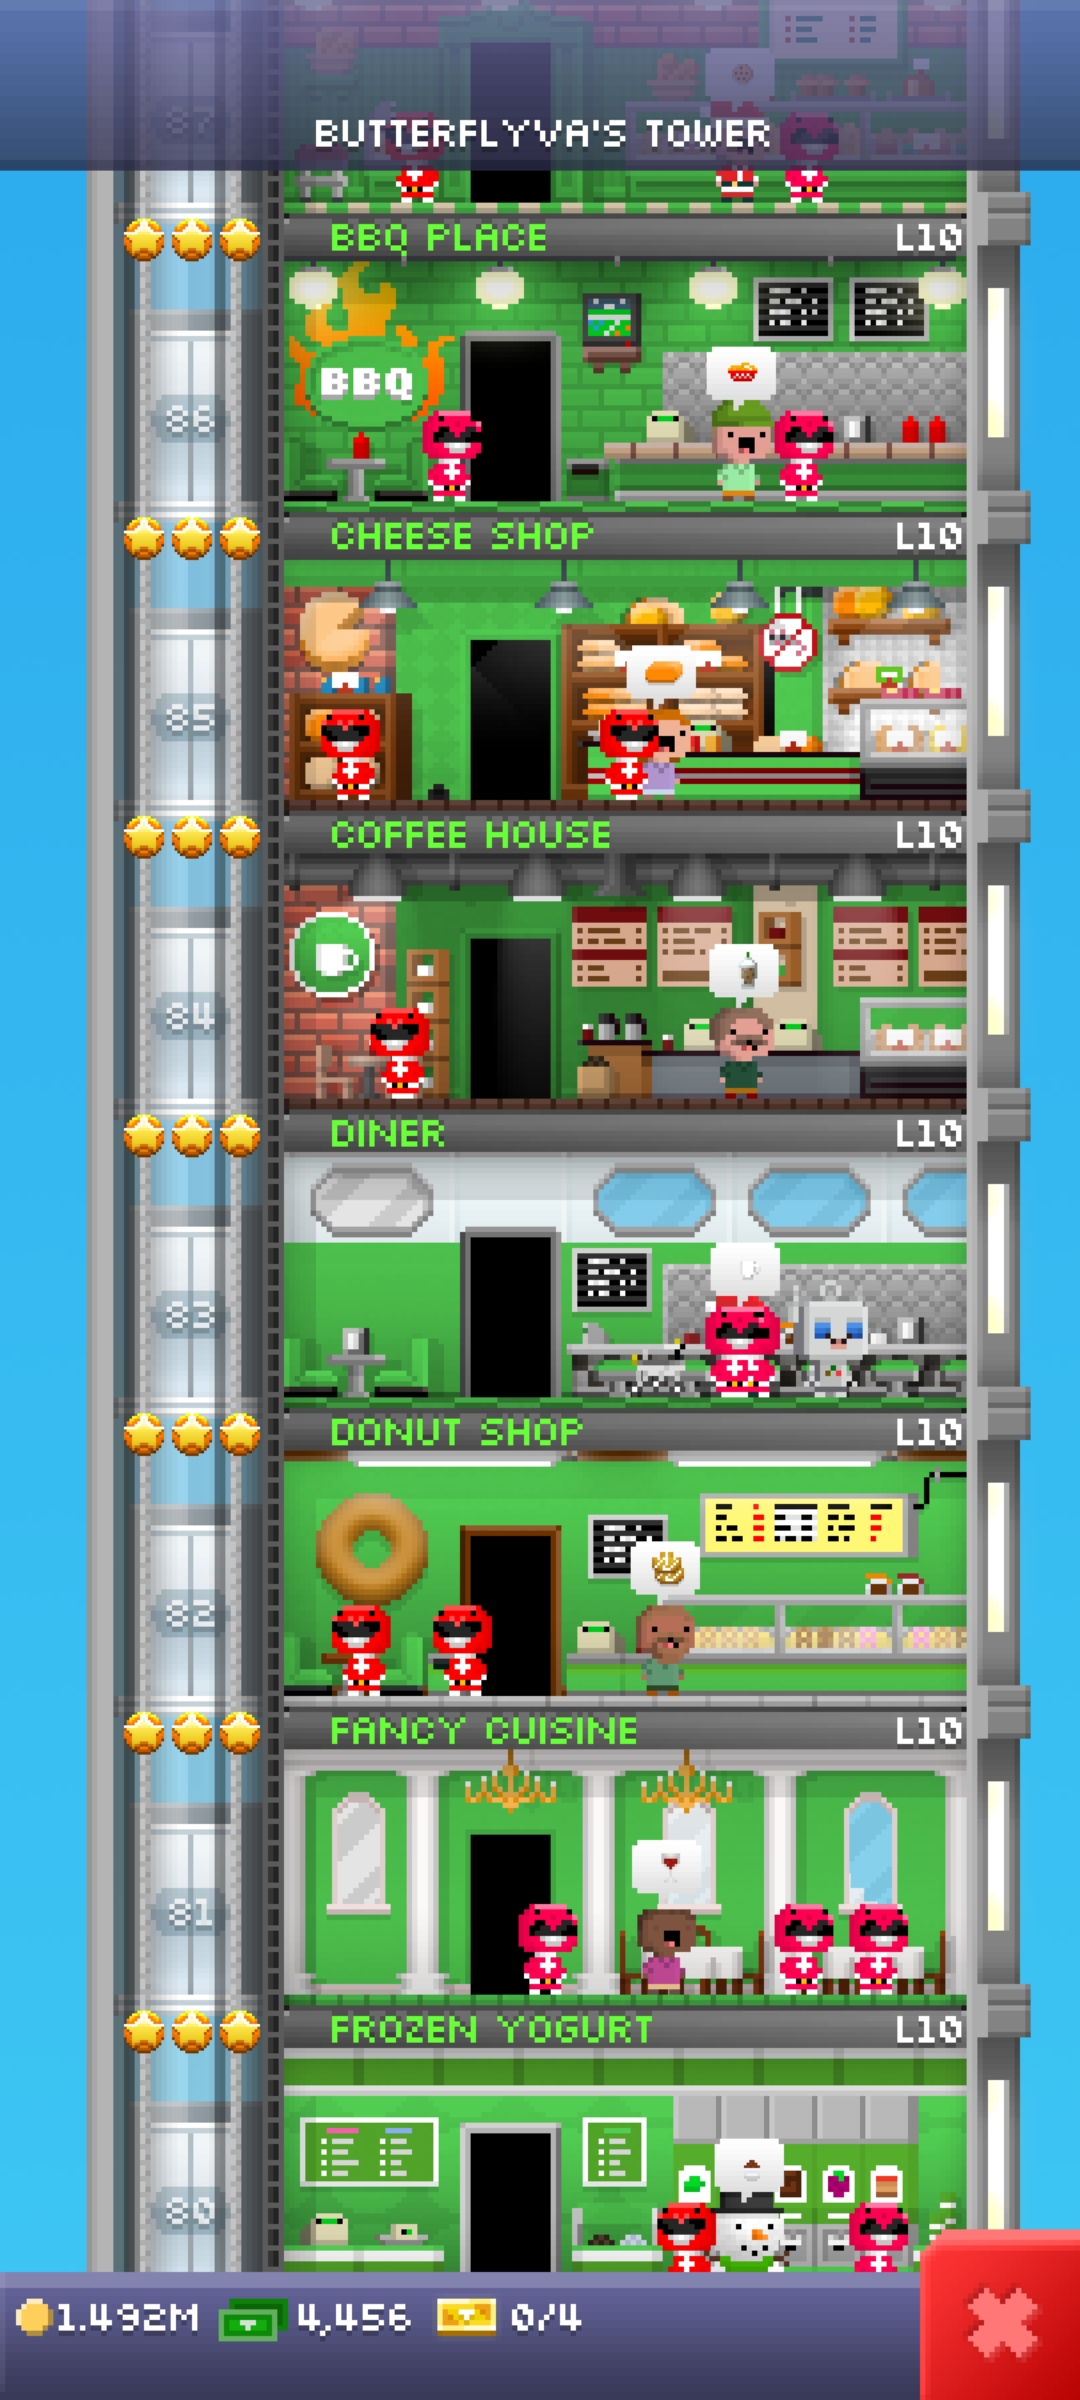 87
BUTTERFLYVA'S TOWER
BBQ PLACE L10
BBQ
86
CHEESE SHOP L10
85
COFFEE HOUSE L10
84
DINER L10
83
DONUT SHOP L10
82
FANCY CUISINE L10
81
FROZEN YOGURT L10
80
1.492M 4,456 0/4